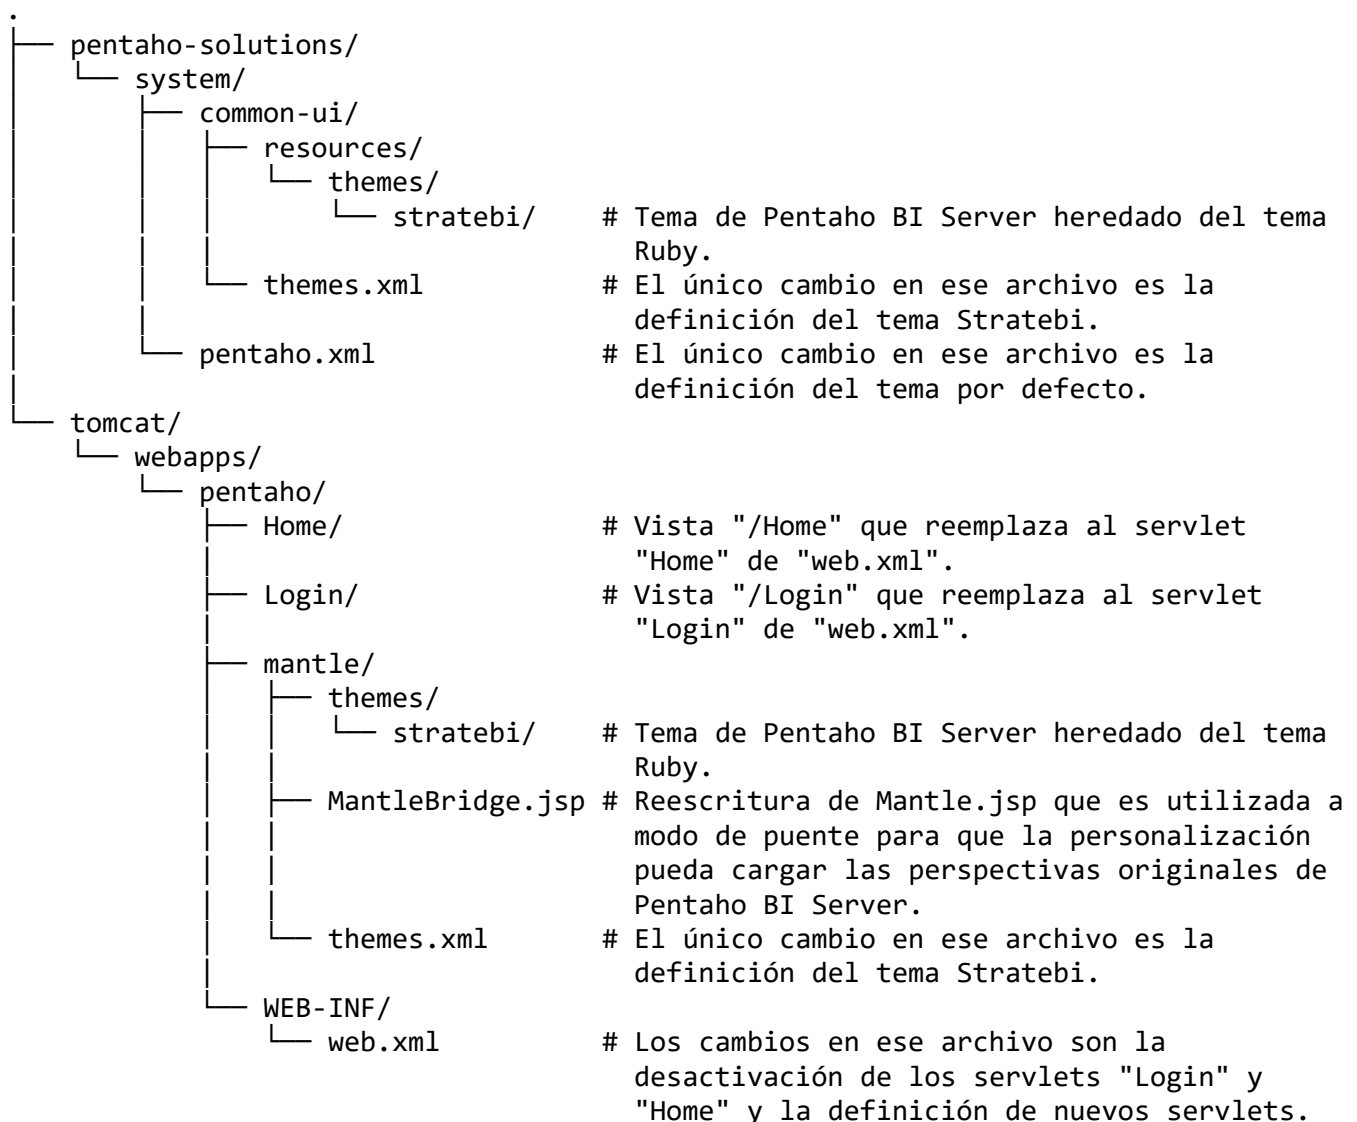 .
├── pentaho-solutions/
│   └── system/
│       ├── common-ui/
│       │   ├── resources/
│       │   │   └── themes/
│       │   │       └── stratebi/    # Tema de Pentaho BI Server heredado del tema
│       │   │                          Ruby.
│       │   └── themes.xml           # El único cambio en ese archivo es la
│       │                              definición del tema Stratebi.
│       └── pentaho.xml              # El único cambio en ese archivo es la
│                                      definición del tema por defecto.
└── tomcat/
    └── webapps/
        └── pentaho/
            ├── Home/                # Vista "/Home" que reemplaza al servlet
            │                          "Home" de "web.xml".
            ├── Login/               # Vista "/Login" que reemplaza al servlet
            │                          "Login" de "web.xml".
            ├── mantle/
            │   ├── themes/
            │   │   └── stratebi/    # Tema de Pentaho BI Server heredado del tema
            │   │                      Ruby.
            │   ├── MantleBridge.jsp # Reescritura de Mantle.jsp que es utilizada a
            │   │                      modo de puente para que la personalización
            │   │                      pueda cargar las perspectivas originales de
            │   │                      Pentaho BI Server.
            │   └── themes.xml       # El único cambio en ese archivo es la
            │                          definición del tema Stratebi.
            └── WEB-INF/
                └── web.xml          # Los cambios en ese archivo son la
                                       desactivación de los servlets "Login" y
                                       "Home" y la definición de nuevos servlets.